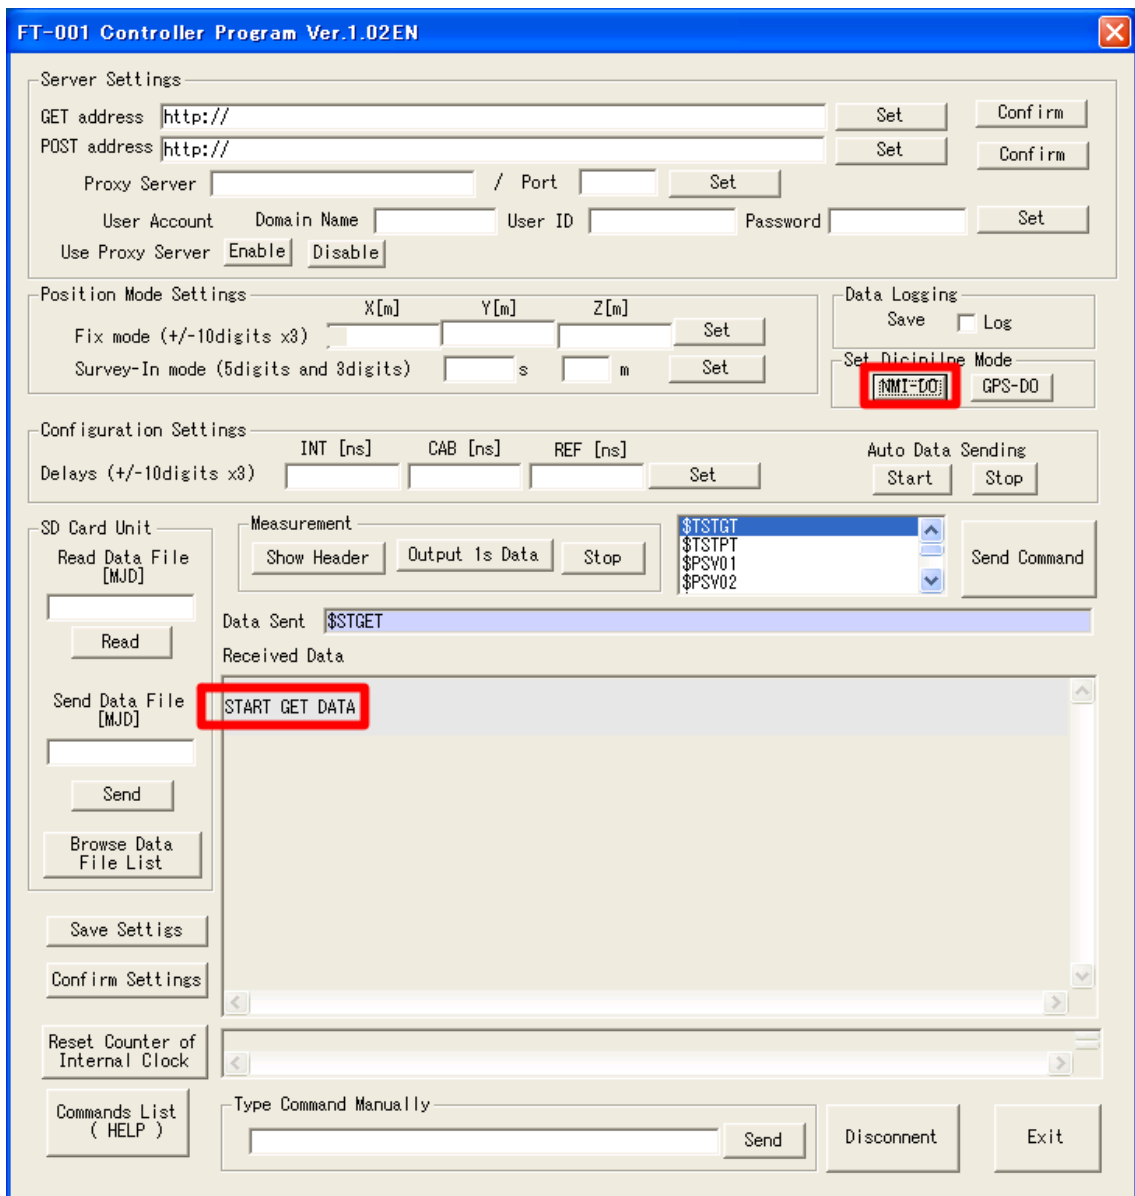 FT-001 Controller Program Ver.1.02EN
Server Settings
GET address http:// Set Confirm
POST address http:// Set Confirm
Proxy Server / Port Set
User Account Domain Name User ID Password Set
Use Proxy Server Enable Disable
Position Mode Settings
X[m] Y[m] Z[m]
Fix mode (+/-10digits x3) Set
Survey-In mode (5digits and 3digits) s m Set
Data Logging
Save Log
Set Dicipilne Mode
NMI-DO GPS-DO
Configuration Settings
INT [ns] CAB [ns] REF [ns]
Delays (+/-10digits x3) Set
Auto Data Sending
Start Stop
SD Card Unit
Read Data File
[MJD]
Read
Send Data File
[MJD]
Send
Browse Data
File List
Measurement
Show Header Output 1s Data Stop
$TSTGT
$TSTPT
$PSV01
$PSV02
Send Command
Data Sent $STGET
Received Data
START GET DATA
Save Settigs
Confirm Settings
Reset Counter of
Internal Clock
Commands List
( HELP )
Type Command Manually
Send
Disconnent
Exit